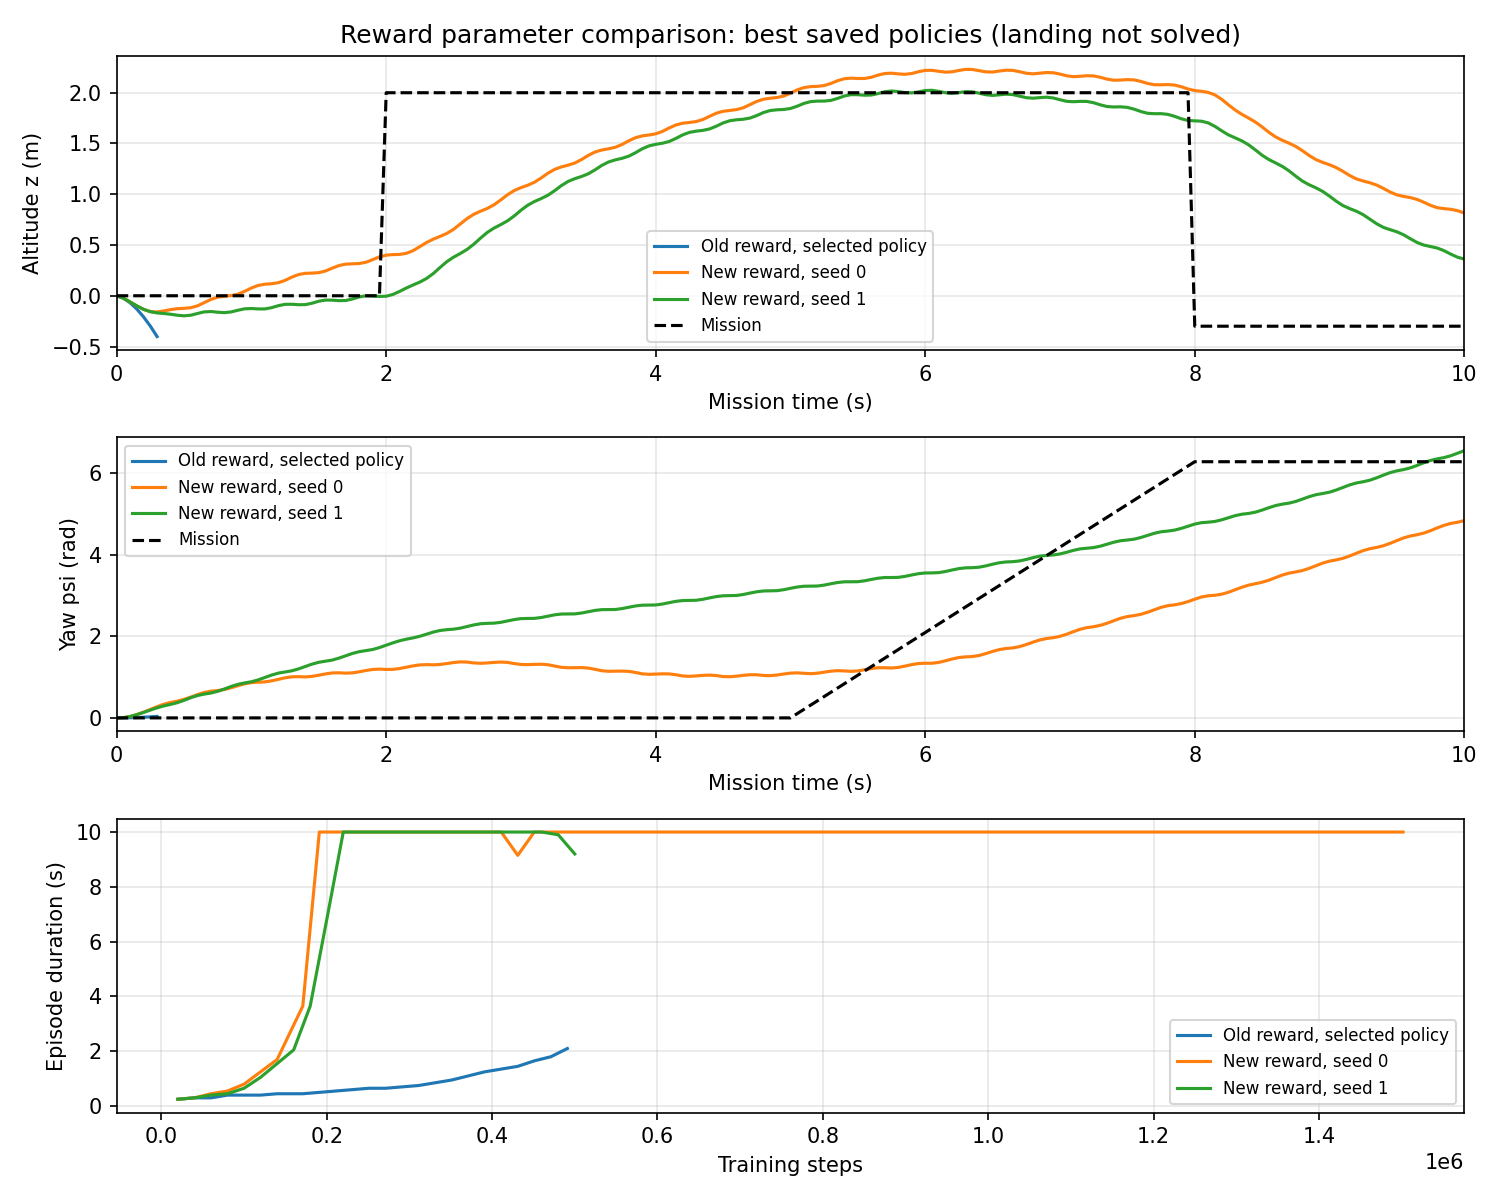 Reward parameter comparison: best saved policies (landing not solved)
Altitude z (m)
2.0
1.5
1.0
0.5
0.0
−0.5
Old reward, selected policy
New reward, seed 0
New reward, seed 1
Mission
0 2 4 6 8 10
Mission time (s)
Yaw psi (rad)
6
4
2
0
Old reward, selected policy
New reward, seed 0
New reward, seed 1
Mission
0 2 4 6 8 10
Mission time (s)
Episode duration (s)
10
8
6
4
2
0
Old reward, selected policy
New reward, seed 0
New reward, seed 1
0.0 0.2 0.4 0.6 0.8 1.0 1.2 1.4
1e6
Training steps